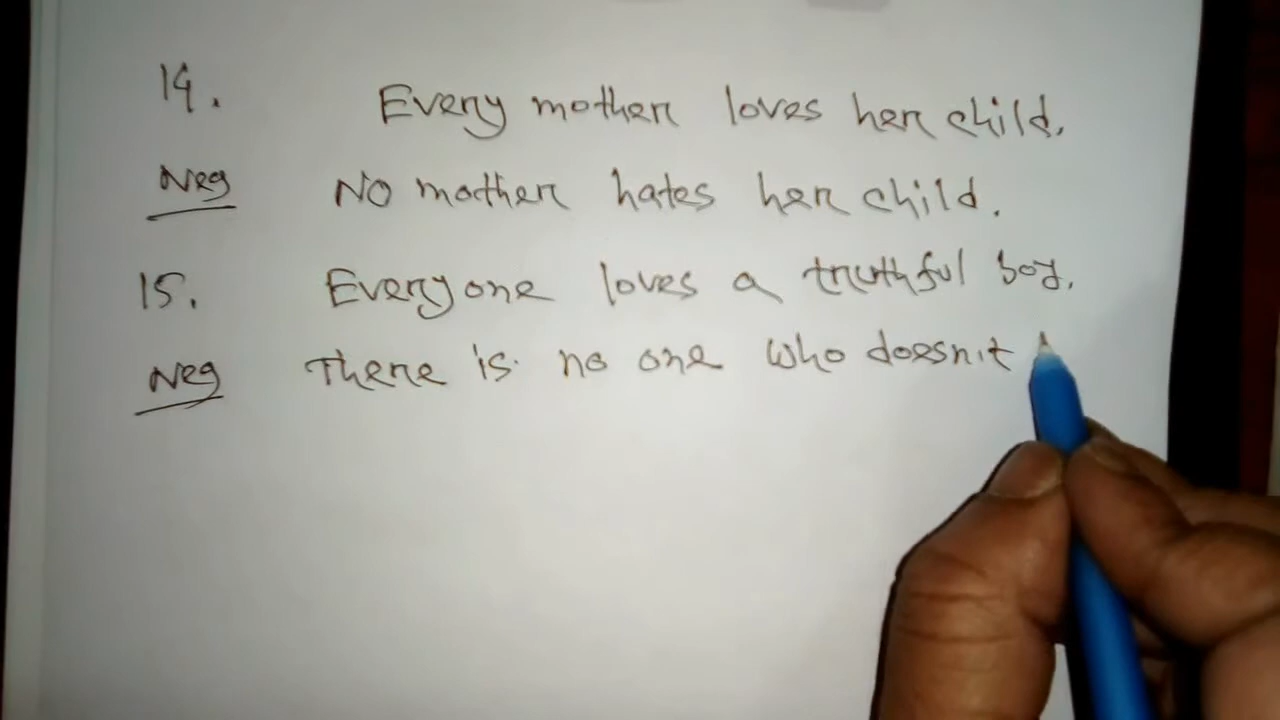 14. Every mother loves her child.
Neg No mother hates her child.
15. Everyone loves a truthful boy.
Neg There is no one who doesn't